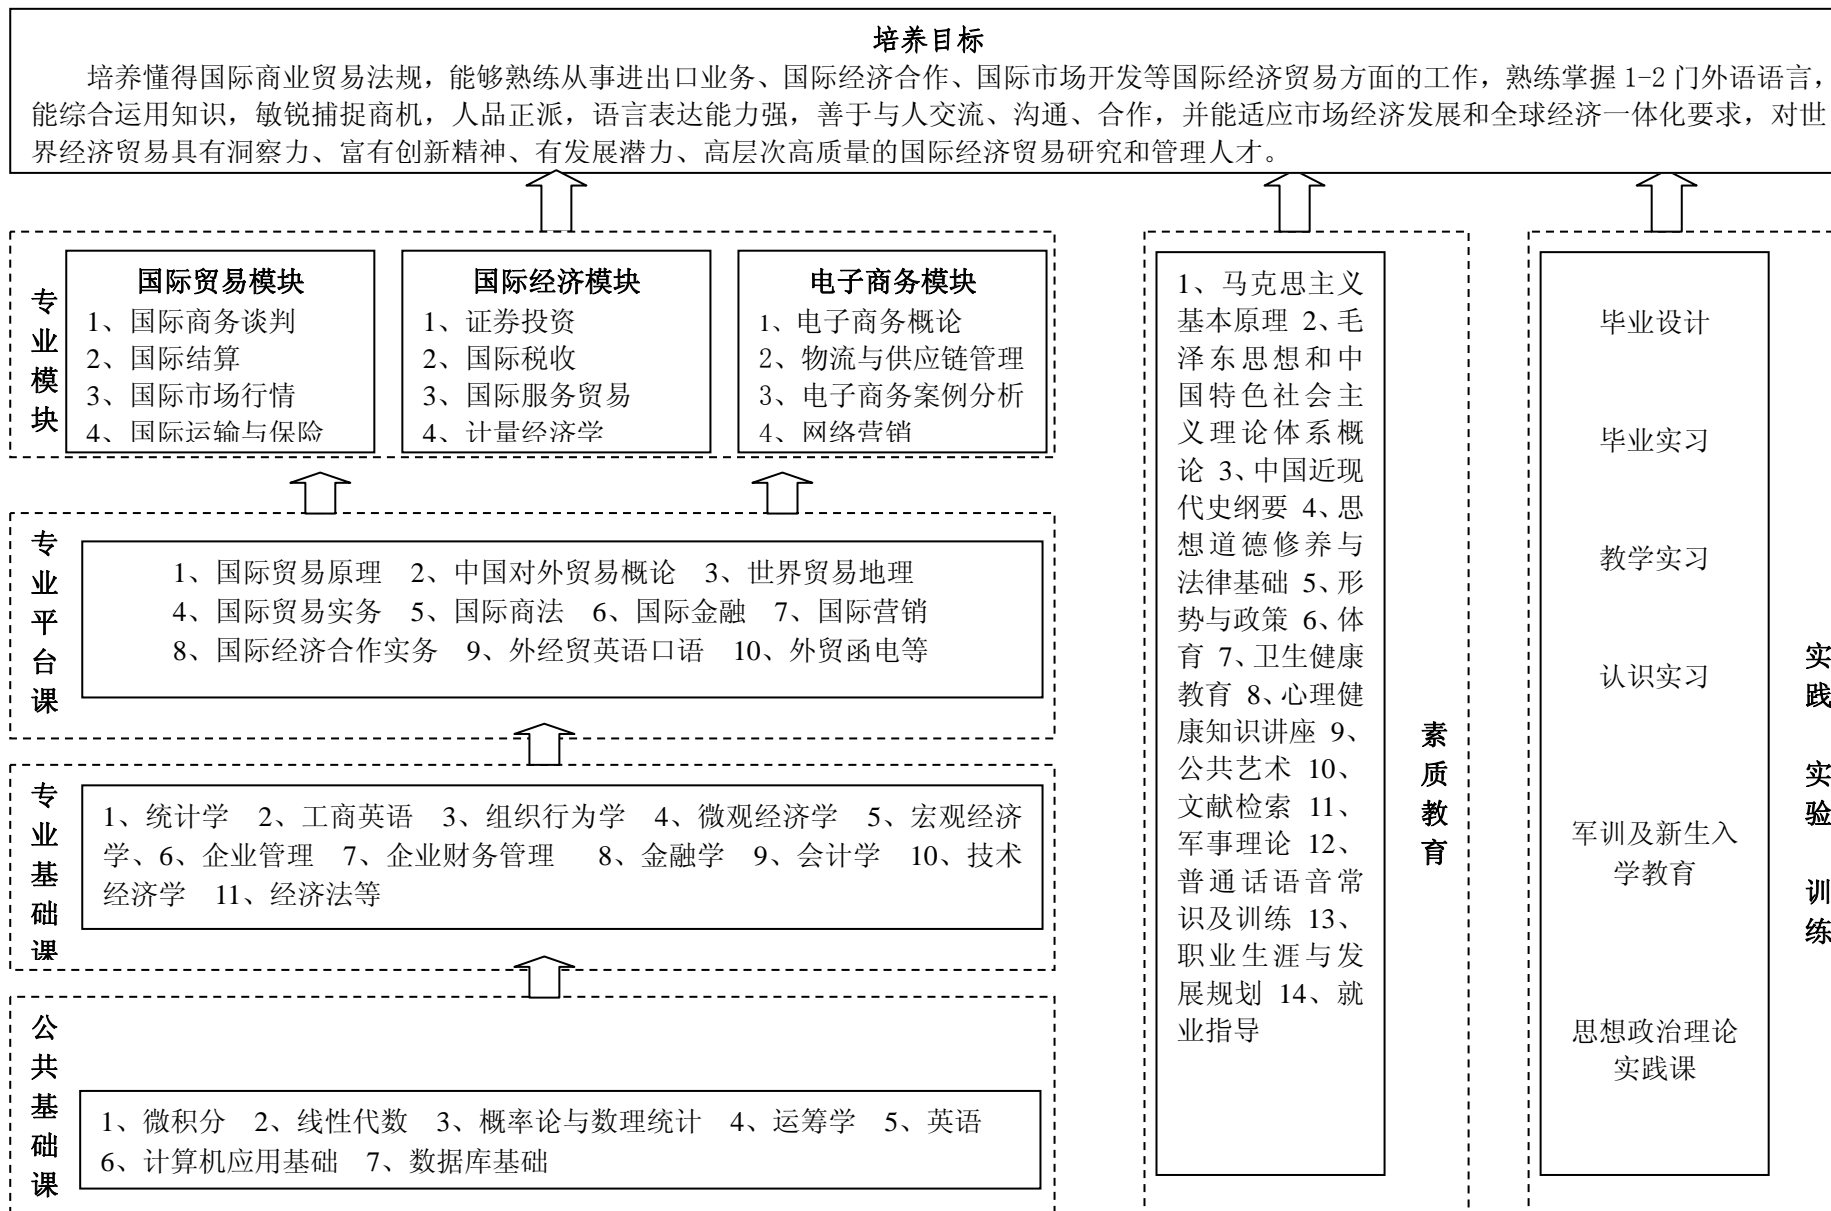 培养目标
培养懂得国际商业贸易法规，能够熟练从事进出口业务、国际经济合作、国际市场开发等国际经济贸易方面的工作，熟练掌握 1-2 门外语语言，
能综合运用知识，敏锐捕捉商机，人品正派，语言表达能力强，善于与人交流、沟通、合作，并能适应市场经济发展和全球经济一体化要求，对世
界经济贸易具有洞察力、富有创新精神、有发展潜力、高层次高质量的国际经济贸易研究和管理人才。
专业模块
国际贸易模块
1、国际商务谈判
2、国际结算
3、国际市场行情
4、国际运输与保险
国际经济模块
1、证券投资
2、国际税收
3、国际服务贸易
4、计量经济学
电子商务模块
1、电子商务概论
2、物流与供应链管理
3、电子商务案例分析
4、网络营销
专业平台课
1、国际贸易原理 2、中国对外贸易概论 3、世界贸易地理
4、国际贸易实务 5、国际商法 6、国际金融 7、国际营销
8、国际经济合作实务 9、外经贸英语口语 10、外贸函电等
专业基础课
1、统计学 2、工商英语 3、组织行为学 4、微观经济学 5、宏观经济
学、6、企业管理 7、企业财务管理 8、金融学 9、会计学 10、技术
经济学 11、经济法等
公共基础课
1、微积分 2、线性代数 3、概率论与数理统计 4、运筹学 5、英语
6、计算机应用基础 7、数据库基础
1、马克思主义
基本原理 2、毛
泽东思想和中
国特色社会主
义理论体系概
论 3、中国近现
代史纲要 4、思
想道德修养与
法律基础 5、形
势与政策 6、体
育 7、卫生健康
教育 8、心理健
康知识讲座 9、
公共艺术 10、
文献检索 11、
军事理论 12、
普通话语音常
识及训练 13、
职业生涯与发
展规划 14、就
业指导
素质教育
毕业设计
毕业实习
教学实习
认识实习
军训及新生入
学教育
思想政治理论
实践课
实践 实验 训练